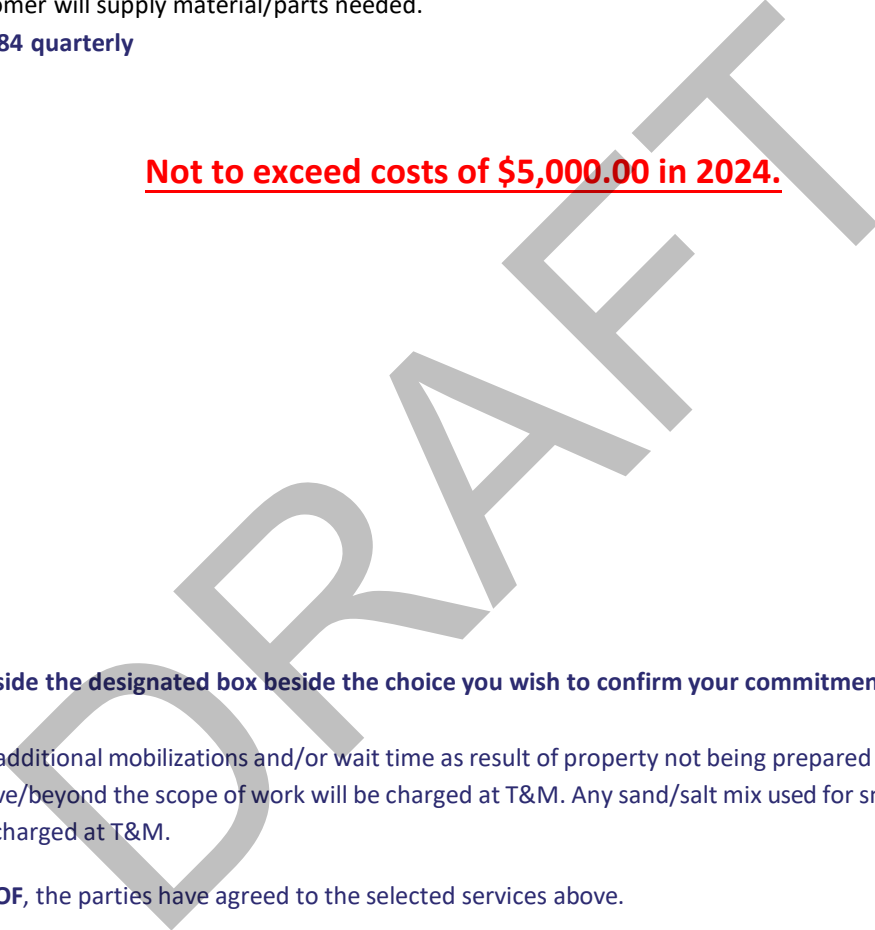 omer will supply material/parts needed.
84 quarterly
Not to exceed costs of $5,000.00 in 2024.
DRAFT
side the designated box beside the choice you wish to confirm your commitmen
additional mobilizations and/or wait time as result of property not being prepared
ve/beyond the scope of work will be charged at T&M. Any sand/salt mix used for s
charged at T&M.
OF, the parties have agreed to the selected services above.